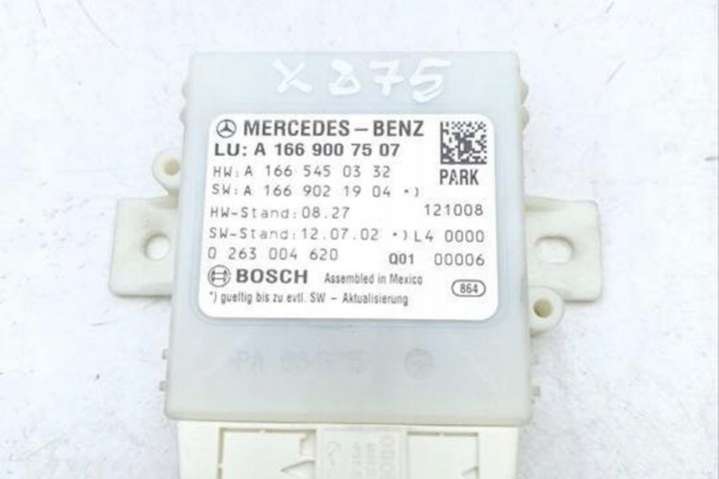 X275
MERCEDES-BENZ
LU: A 166 900 75 07
HW: A 166 545 03 32
PARK
SW: A 166 902 19 04 *)
HW-Stand: 08.27 121008
SW-Stand: 12.07.02 *) L4 0000
0 263 004 620 Q01 00006
BOSCH Assembled in Mexico
*) gueltig bis zu evtl. SW - Aktualisierung 864